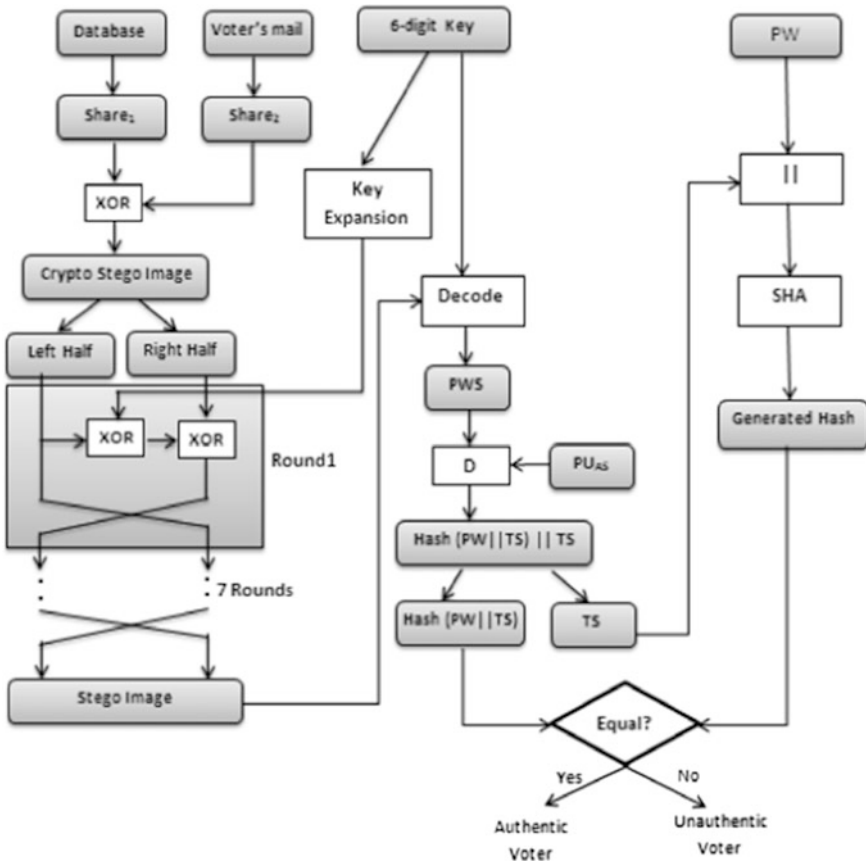 Database
Voter's mail
6-digit Key
PW
Share₁
Share₂
XOR
Key
Expansion
||
Crypto Stego Image
Decode
SHA
Left Half
Right Half
PWS
Generated Hash
XOR
XOR
Round1
D
PU_AS
Hash (PW||TS) || TS
7 Rounds
Hash (PW||TS)
TS
Stego Image
Equal?
Yes
No
Authentic
Voter
Unauthentic
Voter